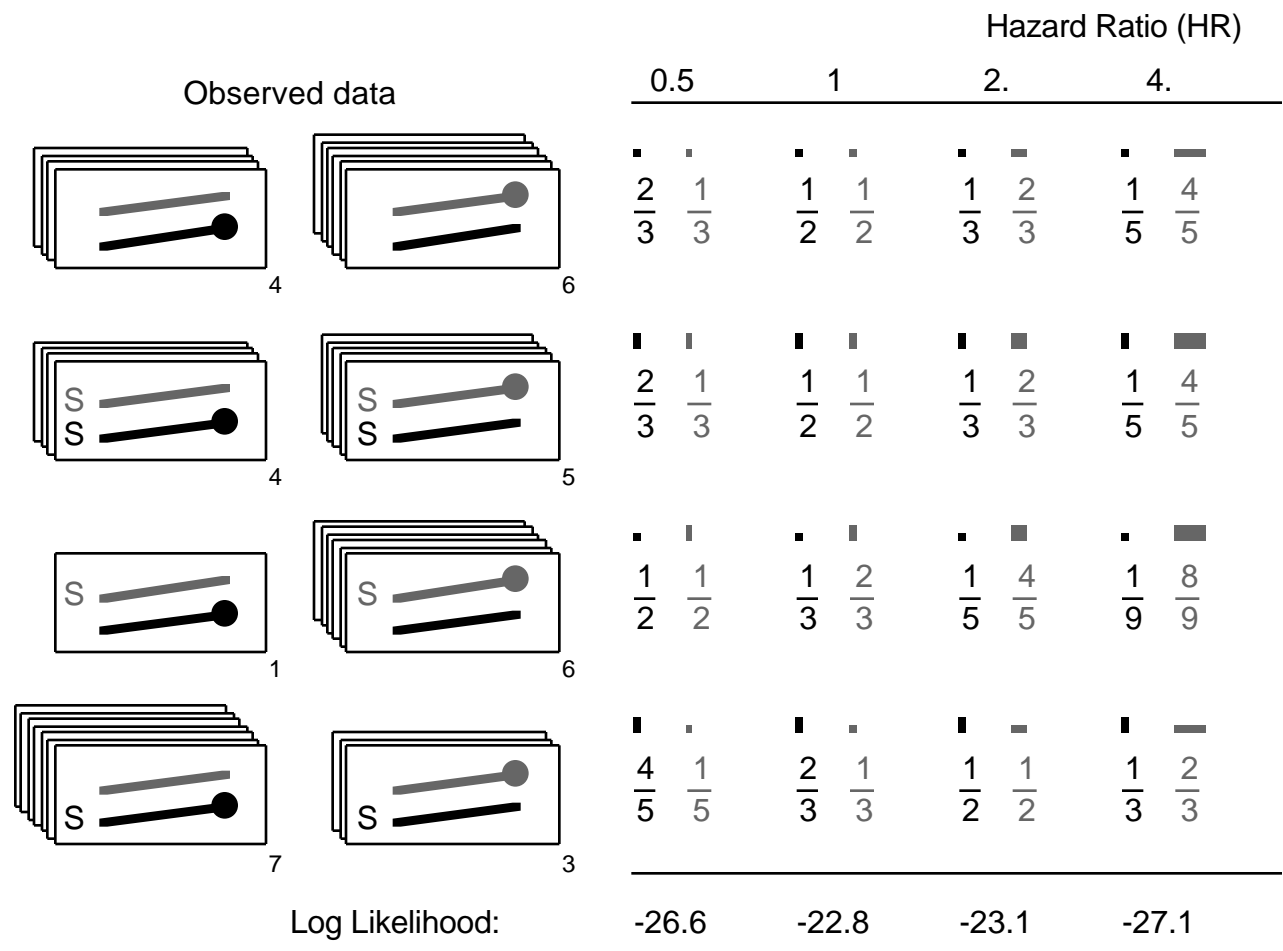 Hazard Ratio (HR)
Observed data
0.5 1 2. 4.
2 1 1 1 1 2 1 4
3 3 2 2 3 3 5 5
4 6
S S
S S
2 1 1 1 1 2 1 4
3 3 2 2 3 3 5 5
4 5
S S
1 1 1 2 1 4 1 8
2 2 3 3 5 5 9 9
1 6
S S
4 1 2 1 1 1 1 2
5 5 3 3 2 2 3 3
7 3
Log Likelihood: -26.6 -22.8 -23.1 -27.1